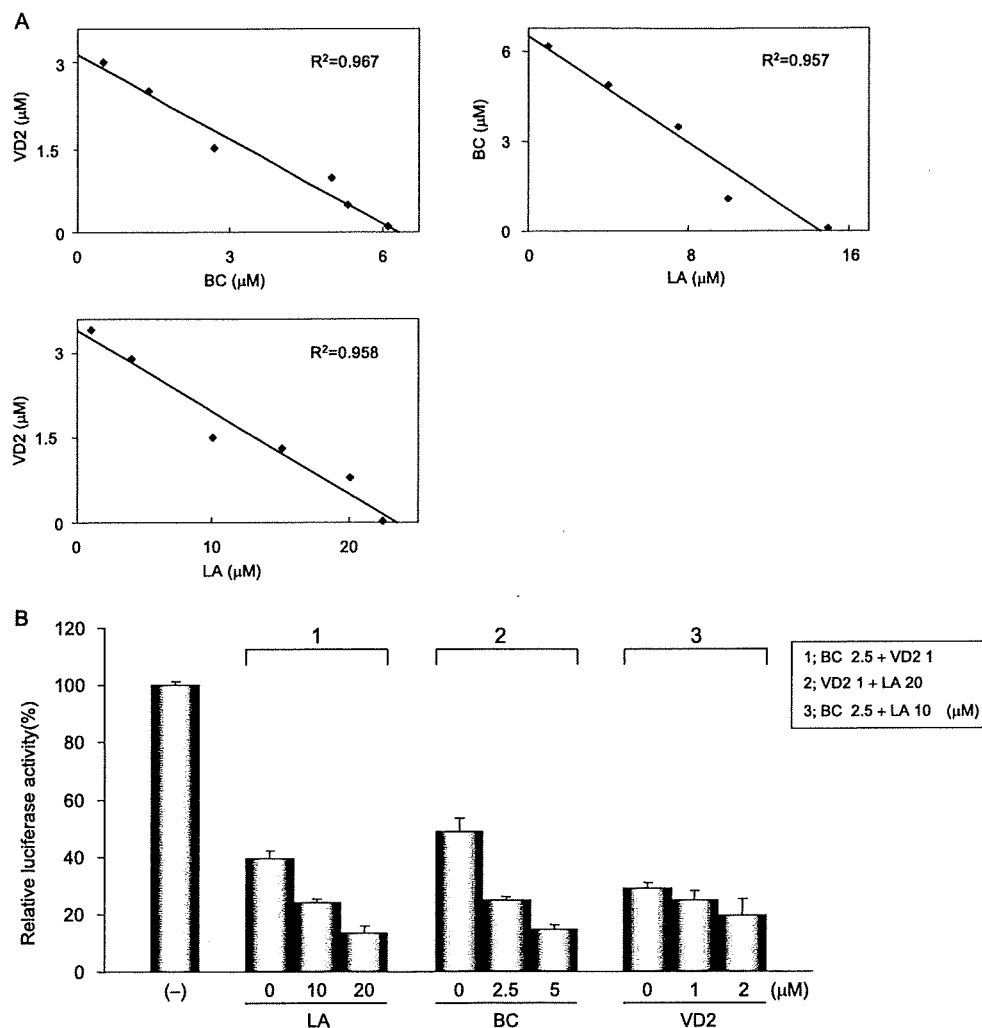 A
VD2 (μM)
3
1.5
0
R²=0.967
0 3 6
BC (μM)
BC (μM)
6
3
0
R²=0.957
0 8 16
LA (μM)
VD2 (μM)
3
1.5
0
R²=0.958
0 10 20
LA (μM)
B
Relative luciferase activity(%)
120
100
80
60
40
20
0
1 2 3
1; BC 2.5 + VD2 1
2; VD2 1 + LA 20
3; BC 2.5 + LA 10 (μM)
(–) 0 10 20 0 2.5 5 0 1 2 (μM)
LA BC VD2